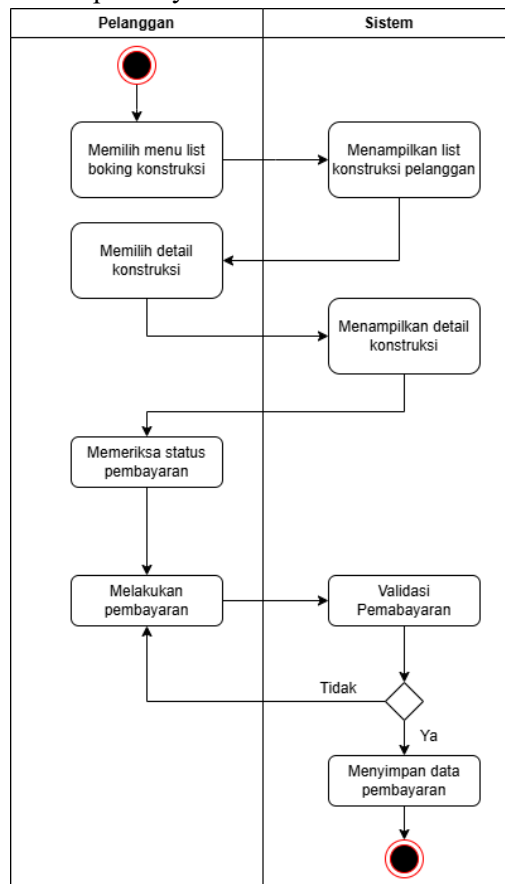 Pelanggan
Sistem
Memilih menu list
boking konstruksi
Menampilkan list
konstruksi pelanggan
Memilih detail
konstruksi
Menampilkan detail
konstruksi
Memeriksa status
pembayaran
Melakukan
pembayaran
Validasi
Pemabayaran
Tidak
Ya
Menyimpan data
pembayaran